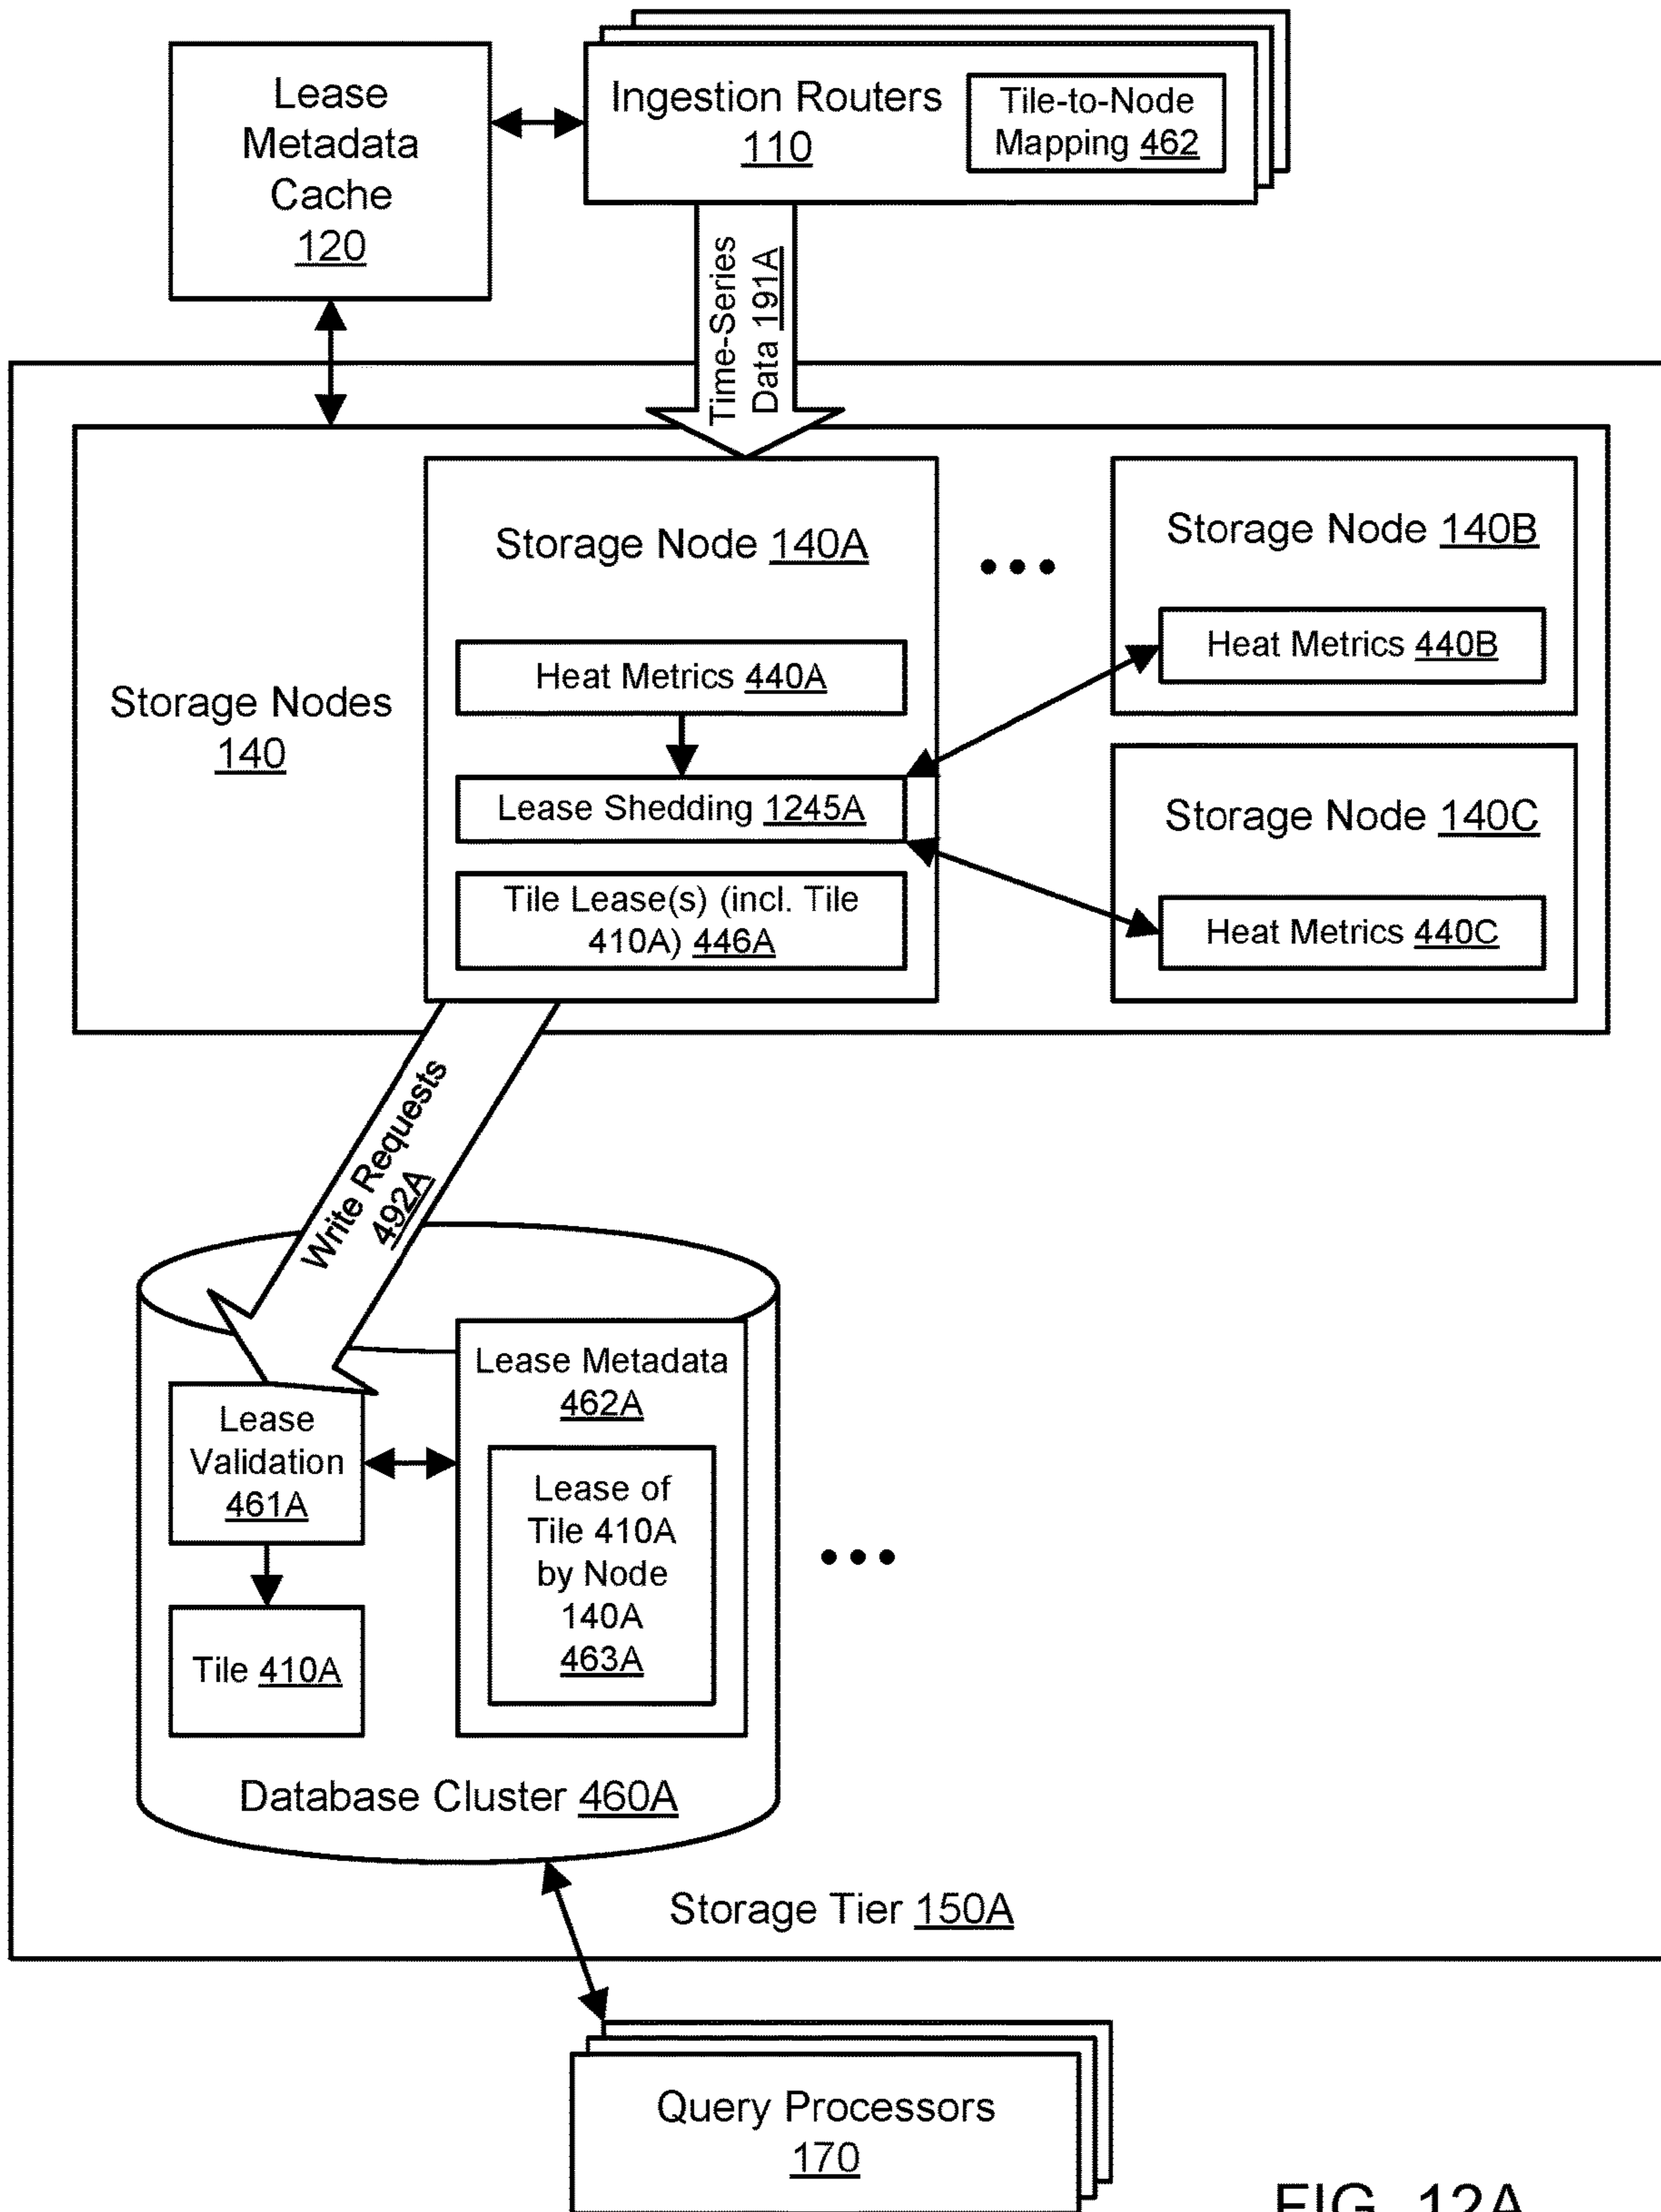 Lease
Metadata
Cache
120
Ingestion Routers
110
Tile-to-Node
Mapping 462
Time-Series
Data 191A
Storage Nodes
140
Storage Node 140A
Heat Metrics 440A
Lease Shedding 1245A
Tile Lease(s) (incl. Tile
410A) 446A
Storage Node 140B
Heat Metrics 440B
Storage Node 140C
Heat Metrics 440C
Write Requests
492A
Lease
Validation
461A
Tile 410A
Lease Metadata
462A
Lease of
Tile 410A
by Node
140A
463A
Database Cluster 460A
Storage Tier 150A
Query Processors
170
FIG. 12A